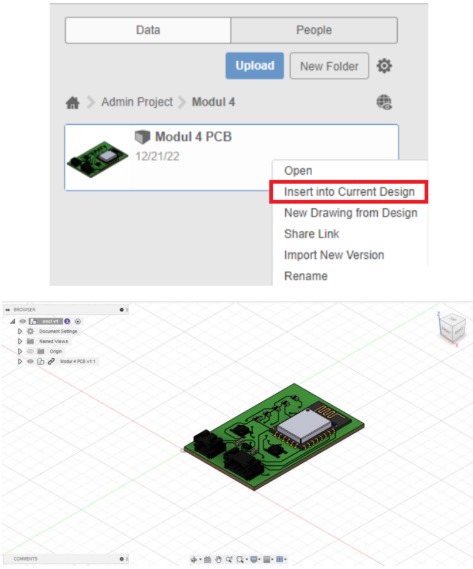 Data People
Upload New Folder
Admin Project Modul 4
Modul 4 PCB
12/21/22
Open
Insert into Current Design
New Drawing from Design
Share Link
Import New Version
Rename
BROWSER
Document Settings
Named Views
Origin
Modul 4 PCB v1:1
COMMENTS